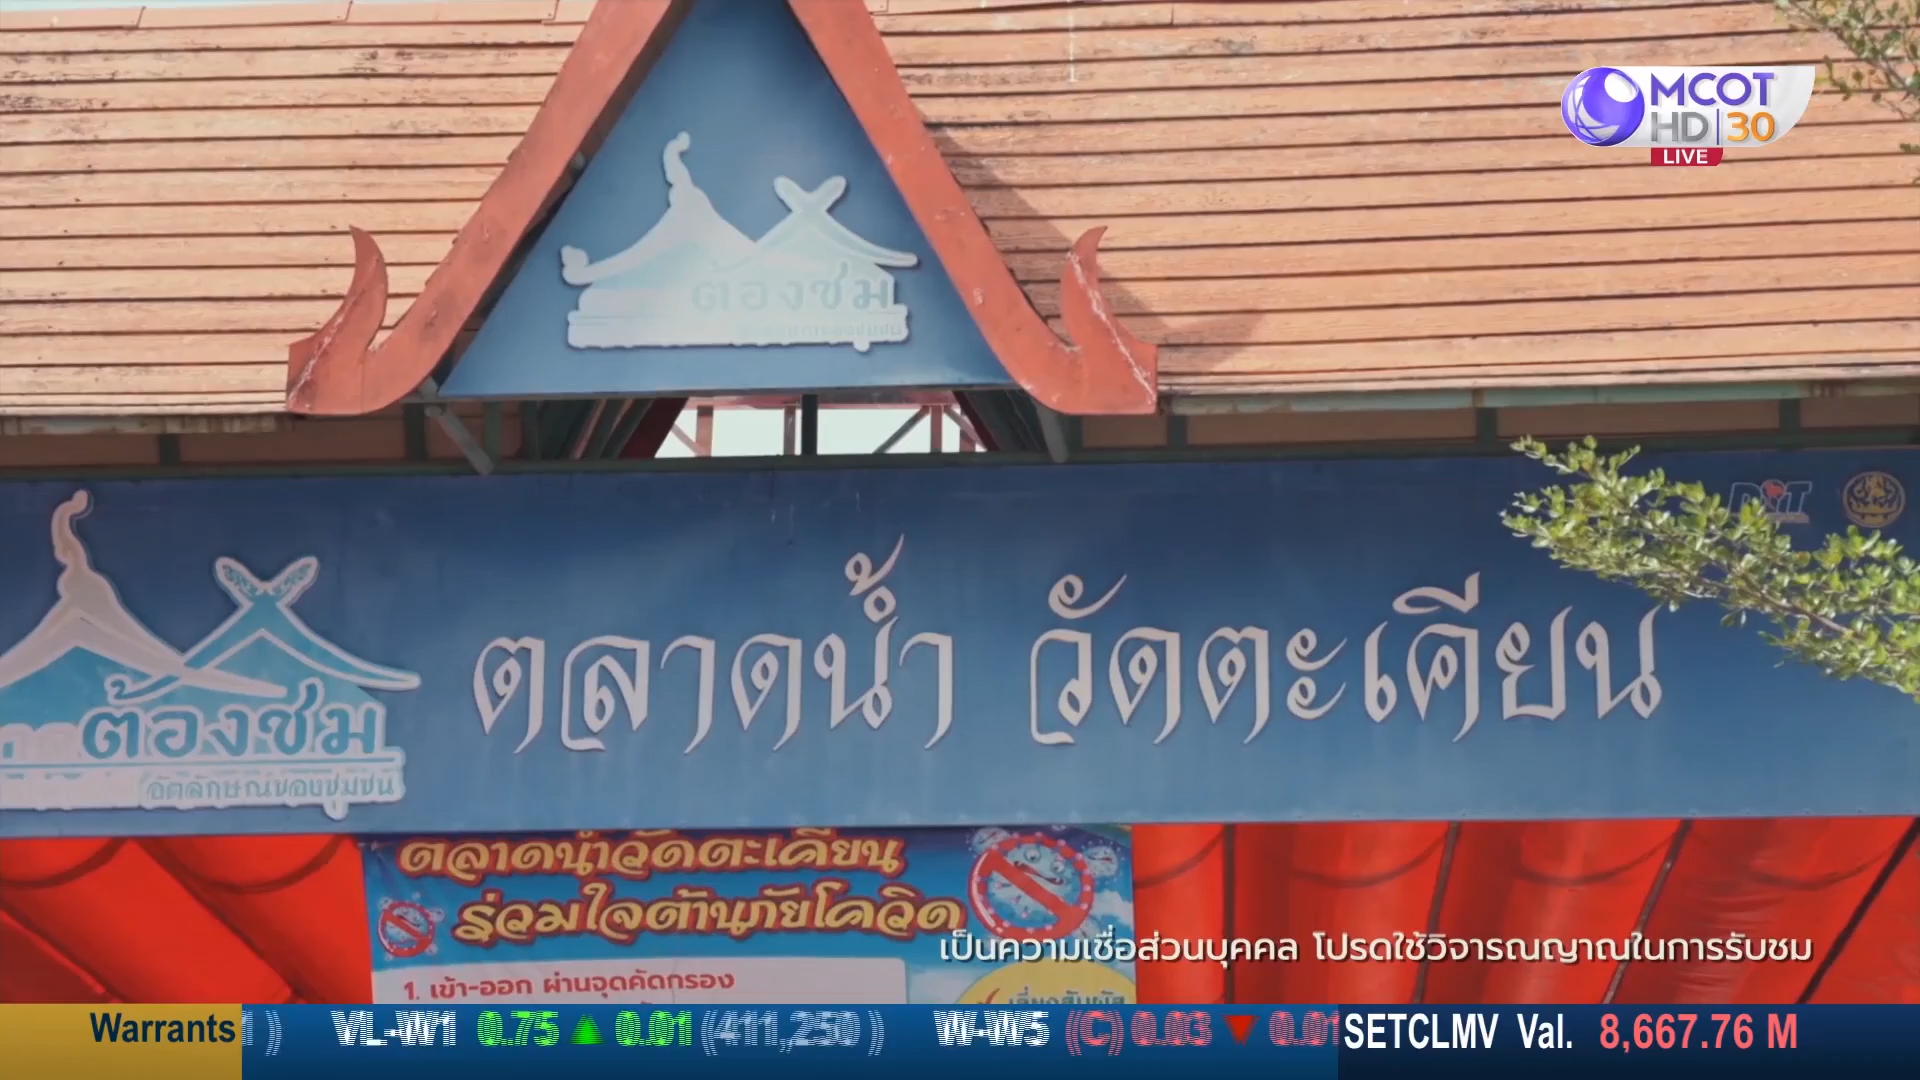 MCOT
HD 30
LIVE
ต้องชม
ต้องชม
อัตลักษณ์ของชุมชน
ตลาดน้ำ วัดตะเคียน
DIT
ตลาดน้ำวัดตะเคียน
ร่วมใจต้านภัยโควิด
1. เข้า-ออก ผ่านจุดคัดกรอง
เป็นความเชื่อส่วนบุคคล โปรดใช้วิจารณญาณในการรับชม
Warrants VL-W1 0.75 ▲ 0.01 (411,250) W-W5 (C) 0.03 ▼ 0.01 SETCLMV Val. 8,667.76 M